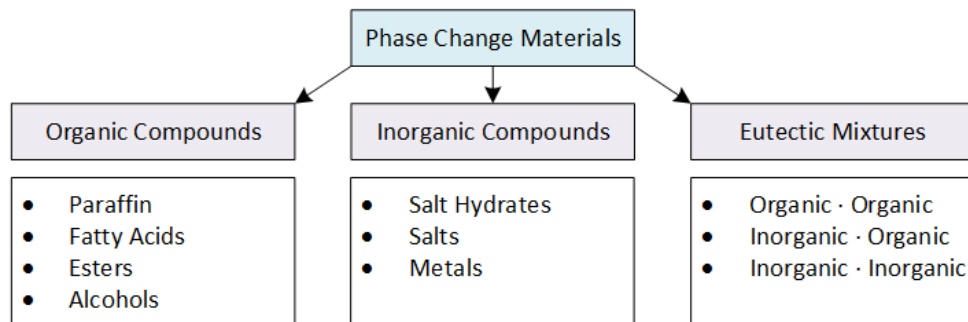 Phase Change Materials
Organic Compounds
Inorganic Compounds
Eutectic Mixtures
• Paraffin
• Fatty Acids
• Esters
• Alcohols
• Salt Hydrates
• Salts
• Metals
• Organic · Organic
• Inorganic · Organic
• Inorganic · Inorganic